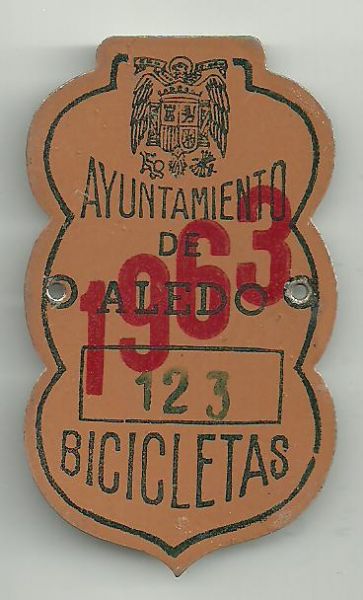 AYUNTAMIENTO
DE
1963
ALEDO
123
BICICLETAS